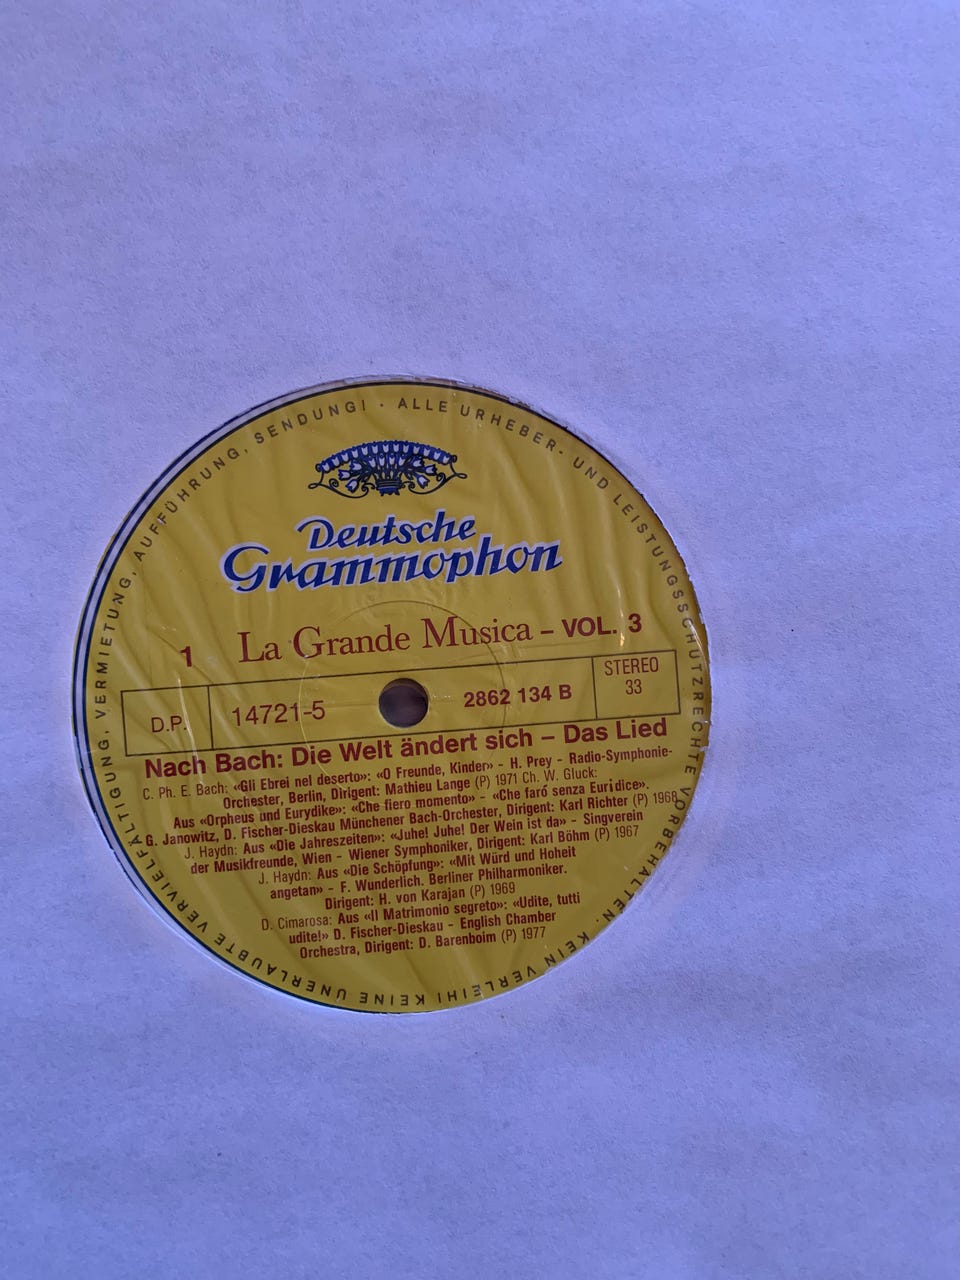 ALLE URHEBER- UND LEISTUNGSSCHUTZRECHTE VORBEHALTEN. KEIN VERLEIH! KEINE UNERLAUBTE VERVIELFÄLTIGUNG, VERMIETUNG, AUFFÜHRUNG, SENDUNG! ·
Deutsche
Grammophon
1 La Grande Musica – VOL. 3
D.P. 14721-5 2862 134 B STEREO
33
Nach Bach: Die Welt ändert sich – Das Lied
C. Ph. E. Bach: «Gli Ebrei nel deserto»: «O Freunde, Kinder» - H. Prey - Radio-Symphonie-
Orchester, Berlin, Dirigent: Mathieu Lange (P) 1971 Ch. W. Gluck:
Aus «Orpheus und Eurydike»: «Che fiero momento» - «Che faró senza Euridice».
G. Janowitz, D. Fischer-Dieskau Münchener Bach-Orchester, Dirigent: Karl Richter (P) 1968
J. Haydn: Aus «Die Jahreszeiten»: «Juhe! Juhe! Der Wein ist da» - Singverein
der Musikfreunde, Wien - Wiener Symphoniker, Dirigent: Karl Böhm (P) 1967
J. Haydn: Aus «Die Schöpfung»: «Mit Würd und Hoheit
angetan» - F. Wunderlich. Berliner Philharmoniker.
Dirigent: H. von Karajan (P) 1969
D. Cimarosa: Aus «Il Matrimonio segreto»: «Udite, tutti
udite!» D. Fischer-Dieskau - English Chamber
Orchestra, Dirigent: D. Barenboim (P) 1977